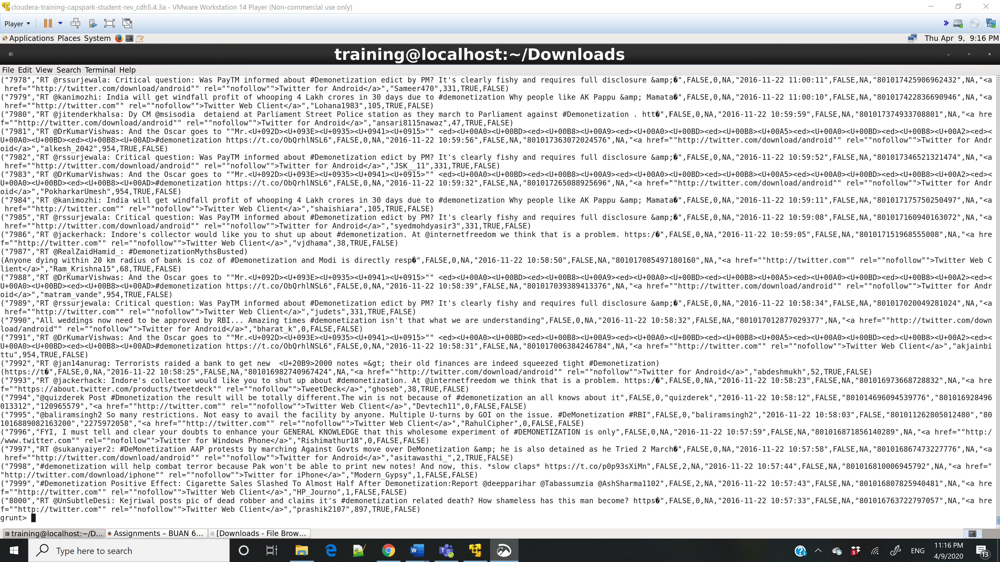 cloudera-training-capspark-student-rev_cdh5.4.3a - VMware Workstation 14 Player (Non-commercial use only)
Player
Applications Places System
Thu Apr 9, 9:16 PM
training@localhost:~/Downloads
File Edit View Search Terminal Help
("7978","RT @rssurjewala: Critical question: Was PayTM informed about #Demonetization edict by PM? It's clearly fishy and requires full disclosure &amp;�",FALSE,0,NA,"2016-11-22 11:00:11",FALSE,NA,"801017425906962432",NA,"<a
href=""http://twitter.com/download/android"" rel=""nofollow"">Twitter for Android</a>","Sameer470",331,TRUE,FALSE)
("7979","RT @kanimozhi: India will get windfall profit of whooping 4 Lakh crores in 30 days due to #demonetization Why people like AK Pappu &amp; Mamata�",FALSE,0,NA,"2016-11-22 11:00:10",FALSE,NA,"801017422836690946",NA,"<a
href=""http://twitter.com"" rel=""nofollow"">Twitter Web Client</a>","Lohana1983",105,TRUE,FALSE)
("7980","RT @jitenderkhalsa: Dy CM @msisodia  detaiend at Parliament Street Police station as they march to Parliament against #Demonetization . htt�",FALSE,0,NA,"2016-11-22 10:59:59",FALSE,NA,"801017374933708801",NA,"<a hre
f=""http://twitter.com/download/android"" rel=""nofollow"">Twitter for Android</a>","ansari8115nawaz",47,TRUE,FALSE)
("7981","RT @DrKumarVishwas: And the Oscar goes to ""Mr.<U+092D><U+093E><U+0935><U+0941><U+0915>"" <ed><U+00A0><U+00BD><ed><U+00B8><U+00A9><ed><U+00A0><U+00BD><ed><U+00B8><U+00A5><ed><U+00A0><U+00BD><ed><U+00B8><U+00A2><ed><
U+00A0><U+00BD><ed><U+00B8><U+00AD>#demonetization https://t.co/ObQrhlNSL6",FALSE,0,NA,"2016-11-22 10:59:56",FALSE,NA,"801017363072024576",NA,"<a href=""http://twitter.com/download/android"" rel=""nofollow"">Twitter for Andr
oid</a>","alkesh_2042",954,TRUE,FALSE)
("7982","RT @rssurjewala: Critical question: Was PayTM informed about #Demonetization edict by PM? It's clearly fishy and requires full disclosure &amp;�",FALSE,0,NA,"2016-11-22 10:59:52",FALSE,NA,"801017346521321474",NA,"<a
href=""http://twitter.com/download/android"" rel=""nofollow"">Twitter for Android</a>","JSK__11",331,TRUE,FALSE)
("7983","RT @DrKumarVishwas: And the Oscar goes to ""Mr.<U+092D><U+093E><U+0935><U+0941><U+0915>"" <ed><U+00A0><U+00BD><ed><U+00B8><U+00A9><ed><U+00A0><U+00BD><ed><U+00B8><U+00A5><ed><U+00A0><U+00BD><ed><U+00B8><U+00A2><ed><
U+00A0><U+00BD><ed><U+00B8><U+00AD>#demonetization https://t.co/ObQrhlNSL6",FALSE,0,NA,"2016-11-22 10:59:32",FALSE,NA,"801017265088925696",NA,"<a href=""http://twitter.com/download/android"" rel=""nofollow"">Twitter for Andr
oid</a>","PokharkarUmesh",954,TRUE,FALSE)
("7984","RT @kanimozhi: India will get windfall profit of whooping 4 Lakh crores in 30 days due to #demonetization Why people like AK Pappu &amp; Mamata�",FALSE,0,NA,"2016-11-22 10:59:11",FALSE,NA,"801017175750250497",NA,"<a
href=""http://twitter.com"" rel=""nofollow"">Twitter Web Client</a>","shaishiara",105,TRUE,FALSE)
("7985","RT @rssurjewala: Critical question: Was PayTM informed about #Demonetization edict by PM? It's clearly fishy and requires full disclosure &amp;�",FALSE,0,NA,"2016-11-22 10:59:08",FALSE,NA,"801017160940163072",NA,"<a
href=""http://twitter.com/download/android"" rel=""nofollow"">Twitter for Android</a>","syedmohdyasir3",331,TRUE,FALSE)
("7986","RT @jackerhack: Indore's collector would like you to shut up about #demonetization. At @internetfreedom we think that is a problem. https:/�",FALSE,0,NA,"2016-11-22 10:59:05",FALSE,NA,"801017151968555008",NA,"<a hre
f=""http://twitter.com"" rel=""nofollow"">Twitter Web Client</a>","vjdhama",38,TRUE,FALSE)
("7987","RT @RealZaidHamid_: #DemonetizationMythsBusted)
(Anyone dying within 20 km radius of bank is coz of #Demonetization and Modi is directly resp�",FALSE,0,NA,"2016-11-22 10:58:50",FALSE,NA,"801017085497180160",NA,"<a href=""http://twitter.com"" rel=""nofollow"">Twitter Web C
lient</a>","Ram_Krishna15",68,TRUE,FALSE)
("7988","RT @DrKumarVishwas: And the Oscar goes to ""Mr.<U+092D><U+093E><U+0935><U+0941><U+0915>"" <ed><U+00A0><U+00BD><ed><U+00B8><U+00A9><ed><U+00A0><U+00BD><ed><U+00B8><U+00A5><ed><U+00A0><U+00BD><ed><U+00B8><U+00A2><ed><
U+00A0><U+00BD><ed><U+00B8><U+00AD>#demonetization https://t.co/ObQrhlNSL6",FALSE,0,NA,"2016-11-22 10:58:39",FALSE,NA,"801017039389413376",NA,"<a href=""http://twitter.com/download/android"" rel=""nofollow"">Twitter for Andr
oid</a>","matram_vande",954,TRUE,FALSE)
("7989","RT @rssurjewala: Critical question: Was PayTM informed about #Demonetization edict by PM? It's clearly fishy and requires full disclosure &amp;�",FALSE,0,NA,"2016-11-22 10:58:34",FALSE,NA,"801017020049281024",NA,"<a
href=""http://twitter.com"" rel=""nofollow"">Twitter Web Client</a>","judets",331,TRUE,FALSE)
("7990","All weddings now need to be approved by RBI... Amazing times #demonetization isn't that what we are understanding",FALSE,0,NA,"2016-11-22 10:58:32",FALSE,NA,"801017012877029377",NA,"<a href=""http://twitter.com/down
load/android"" rel=""nofollow"">Twitter for Android</a>","bharat_k",0,FALSE,FALSE)
("7991","RT @DrKumarVishwas: And the Oscar goes to ""Mr.<U+092D><U+093E><U+0935><U+0941><U+0915>"" <ed><U+00A0><U+00BD><ed><U+00B8><U+00A9><ed><U+00A0><U+00BD><ed><U+00B8><U+00A5><ed><U+00A0><U+00BD><ed><U+00B8><U+00A2><ed><
U+00A0><U+00BD><ed><U+00B8><U+00AD>#demonetization https://t.co/ObQrhlNSL6",FALSE,0,NA,"2016-11-22 10:58:31",FALSE,NA,"801017006384246784",NA,"<a href=""http://twitter.com"" rel=""nofollow"">Twitter Web Client</a>","akjainbi
ttu",954,TRUE,FALSE)
("7992","RT @jan14anurag: Terrorists raided a bank to get new  <U+20B9>2000 notes =&gt; their old finances are indeed squeezed tight #Demonetization)
(https://t�",FALSE,0,NA,"2016-11-22 10:58:25",FALSE,NA,"801016982740967424",NA,"<a href=""http://twitter.com/download/android"" rel=""nofollow"">Twitter for Android</a>","abdeshmukh",52,TRUE,FALSE)
("7993","RT @jackerhack: Indore's collector would like you to shut up about #demonetization. At @internetfreedom we think that is a problem. https:/�",FALSE,0,NA,"2016-11-22 10:58:23",FALSE,NA,"801016973668728832",NA,"<a hre
f=""https://about.twitter.com/products/tweetdeck"" rel=""nofollow"">TweetDeck</a>","ghoseb",38,TRUE,FALSE)
("7994","@quizderek Post #Dmonetization the result will be totally different.The win is not because of #demonetization an all knows about it",FALSE,0,"quizderek","2016-11-22 10:58:12",FALSE,"801014696094539776","801016928496
013312","120965579","<a href=""http://twitter.com"" rel=""nofollow"">Twitter Web Client</a>","Devtech11",0,FALSE,FALSE)
("7995","@baliramsingh2 So many restrictions. Not easy to avail the facility by anyone. Multiple U-turns by GOI on the issue. #DeMonetization #RBI",FALSE,0,"baliramsingh2","2016-11-22 10:58:03",FALSE,"801011262805012480","80
1016889082163200","2275972058","<a href=""http://twitter.com"" rel=""nofollow"">Twitter Web Client</a>","RahulCipher",0,FALSE,FALSE)
("7996","FYI, I must tell and clear your doubts to enhance your GENERAL KNOWLEDGE that this wholesome experiment of #DEMONETIZATION is only",FALSE,0,NA,"2016-11-22 10:57:59",FALSE,NA,"801016871856140289",NA,"<a href=""http:/
/www.twitter.com"" rel=""nofollow"">Twitter for Windows Phone</a>","Rishimathur18",0,FALSE,FALSE)
("7997","RT @sukanyaiyer2: #DeMonetization AAP protests by marching Against Govts move over DeMonetization &amp; he is also detained as he Tried 2 March�",FALSE,0,NA,"2016-11-22 10:57:58",FALSE,NA,"801016867473227776",NA,"<a
href=""http://twitter.com/download/android"" rel=""nofollow"">Twitter for Android</a>","asitawasthi_",2,TRUE,FALSE)
("7998","#demonetization will help combat terror because Pak won't be able to print new notes! And now, this. *slow claps* https://t.co/p0p93sXiMn",FALSE,2,NA,"2016-11-22 10:57:44",FALSE,NA,"801016810006945792",NA,"<a href="
"http://twitter.com/download/iphone"" rel=""nofollow"">Twitter for iPhone</a>","Modern_Gypsy",1,FALSE,FALSE)
("7999","#Demonetization Positive Effect: Cigarette Sales Slashed To Almost Half After Demonetization:Report @deepparihar @Tabassumzia @AshSharma1102",FALSE,2,NA,"2016-11-22 10:57:43",FALSE,NA,"801016807825940481",NA,"<a hre
f=""http://twitter.com"" rel=""nofollow"">Twitter Web Client</a>","HP_Journo",1,FALSE,FALSE)
("8000","RT @UnSubtleDesi: Kejriwal posts pic of dead robber and claims it's #demonetization related death? How shameless has this man become? https�",FALSE,0,NA,"2016-11-22 10:57:33",FALSE,NA,"801016763722797057",NA,"<a hre
f=""http://twitter.com"" rel=""nofollow"">Twitter Web Client</a>","prashik2107",897,TRUE,FALSE)
grunt>
training@localhost:~/D...
Assignments – BUAN 6...
[Downloads - File Brow...
Type here to search
ENG
11:16 PM
4/9/2020
3
13